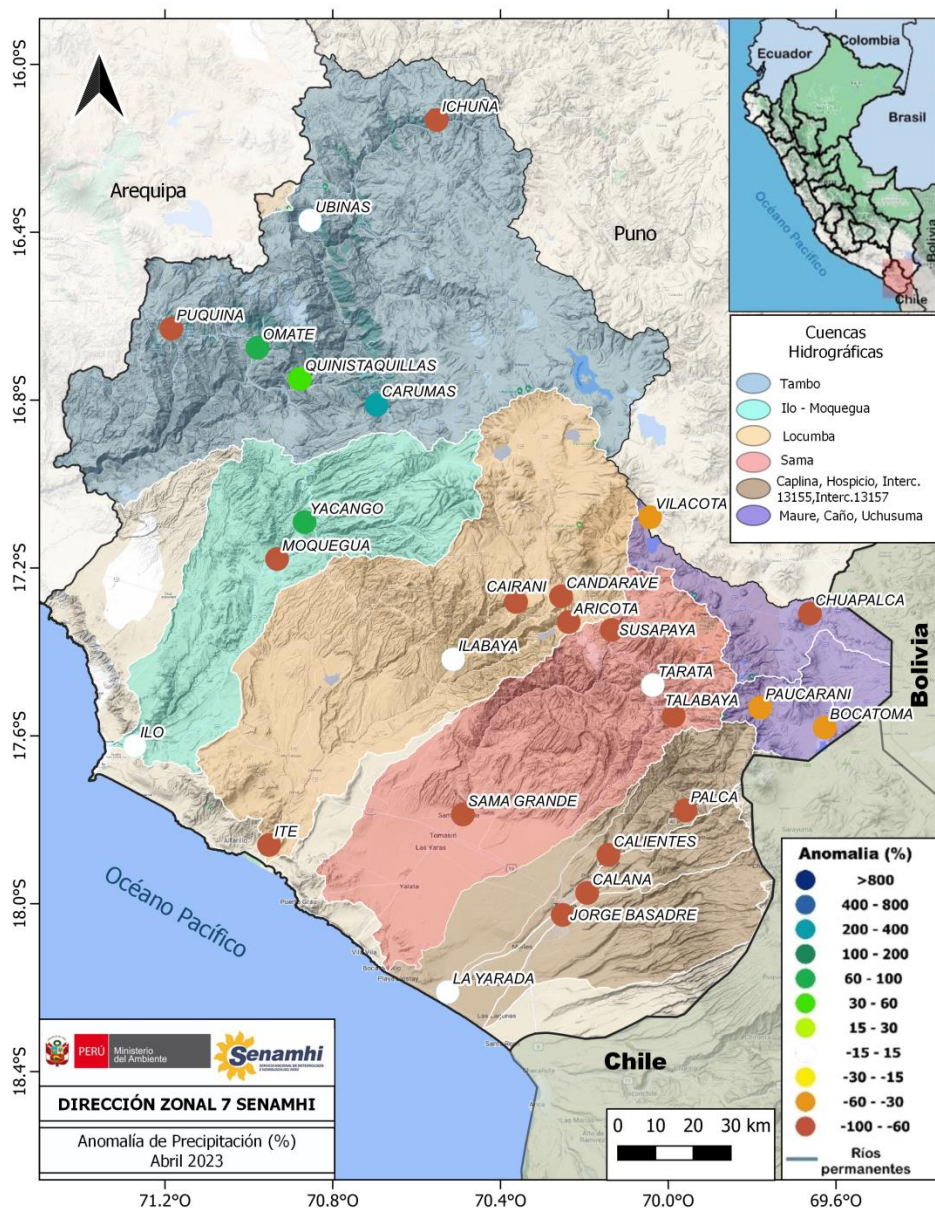 16.0°S
16.4°S
16.8°S
17.2°S
17.6°S
18.0°S
18.4°S
Arequipa
Puno
ICHUÑA
UBINAS
PUQUINA
OMATE
QUINISTAQUILLAS
CARUMAS
YACANGO
MOQUEGUA
VILACOTA
CAIRANI
CANDARAVE
ARICOTA
CHUAPALCA
SUSAPAYA
ILABAYA
TARATA
TALABAYA
PAUCARANI
BOCATOMA
ILO
SAMA GRANDE
Tomasiri
Las Yaras
PALCA
ITE
CALIENTES
CALANA
JORGE BASADRE
LA YARADA
Océano Pacífico
Bolivia
Chile
Ecuador
Colombia
Brasil
Océano Pacífico
Bolivia
Chile
Cuencas
Hidrográficas
Tambo
Ilo - Moquegua
Locumba
Sama
Caplina, Hospicio, Interc.
13155,Interc.13157
Maure, Caño, Uchusuma
Anomalia (%)
>800
400 - 800
200 - 400
100 - 200
60 - 100
30 - 60
15 - 30
-15 - 15
-30 - -15
-60 - -30
-100 - -60
Ríos
permanentes
PERÚ
Ministerio
del Ambiente
Senamhi
DIRECCIÓN ZONAL 7 SENAMHI
Anomalía de Precipitación (%)
Abril 2023
0 10 20 30 km
71.2°O
70.8°O
70.4°O
70.0°O
69.6°O